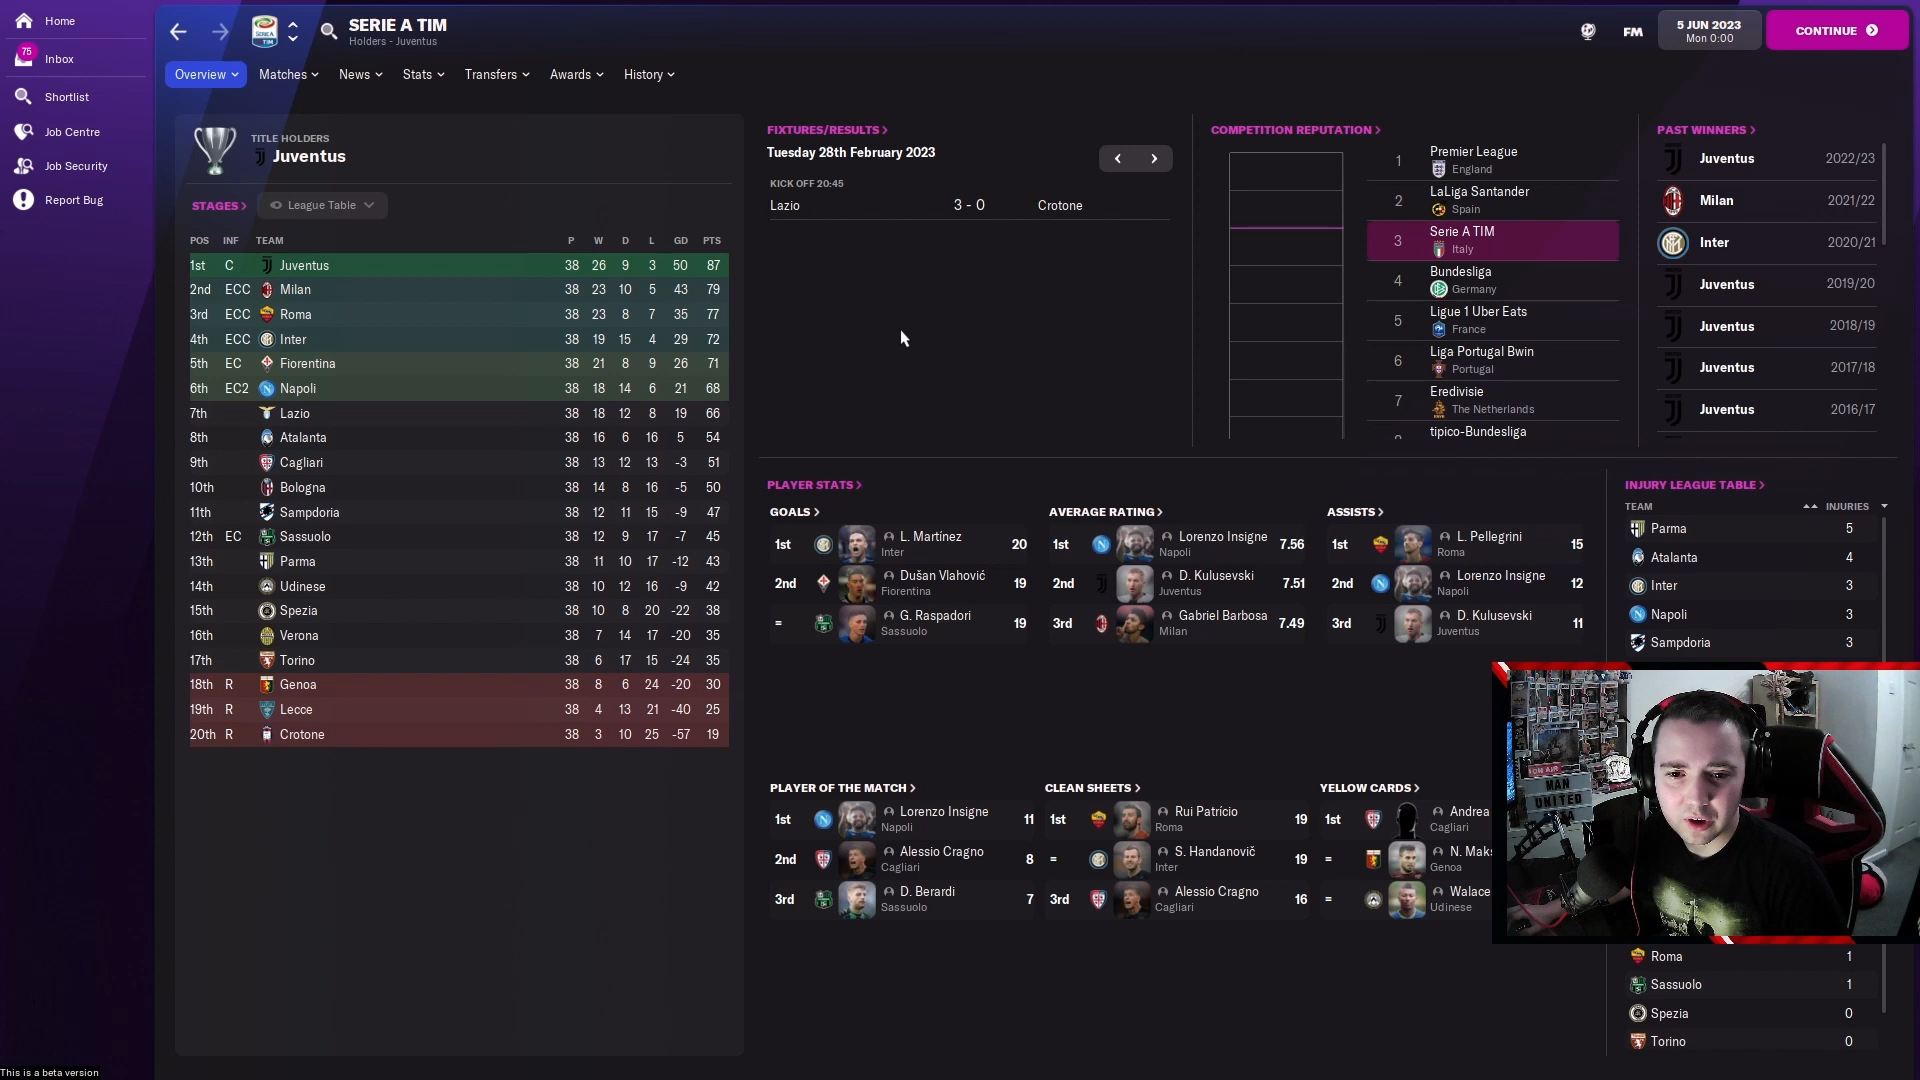 Home
75
Inbox
Shortlist
Job Centre
Job Security
Report Bug
This is a beta version
SERIE A TIM
Holders - Juventus
FM
5 JUN 2023
Mon 0:00
CONTINUE
Overview Matches News Stats Transfers Awards History
TITLE HOLDERS
Juventus
STAGES League Table
POS INF TEAM P W D L GD PTS
1st C Juventus 38 26 9 3 50 87
2nd ECC Milan 38 23 10 5 43 79
3rd ECC Roma 38 23 8 7 35 77
4th ECC Inter 38 19 15 4 29 72
5th EC Fiorentina 38 21 8 9 26 71
6th EC2 Napoli 38 18 14 6 21 68
7th Lazio 38 18 12 8 19 66
8th Atalanta 38 16 6 16 5 54
9th Cagliari 38 13 12 13 -3 51
10th Bologna 38 14 8 16 -5 50
11th Sampdoria 38 12 11 15 -9 47
12th EC Sassuolo 38 12 9 17 -7 45
13th Parma 38 11 10 17 -12 43
14th Udinese 38 10 12 16 -9 42
15th Spezia 38 10 8 20 -22 38
16th Verona 38 7 14 17 -20 35
17th Torino 38 6 17 15 -24 35
18th R Genoa 38 8 6 24 -20 30
19th R Lecce 38 4 13 21 -40 25
20th R Crotone 38 3 10 25 -57 19
FIXTURES/RESULTS
Tuesday 28th February 2023
KICK OFF 20:45
Lazio 3 - 0 Crotone
COMPETITION REPUTATION
1 Premier League
England
2 LaLiga Santander
Spain
3 Serie A TIM
Italy
4 Bundesliga
Germany
5 Ligue 1 Uber Eats
France
6 Liga Portugal Bwin
Portugal
7 Eredivisie
The Netherlands
tipico-Bundesliga
PAST WINNERS
Juventus 2022/23
Milan 2021/22
Inter 2020/21
Juventus 2019/20
Juventus 2018/19
Juventus 2017/18
Juventus 2016/17
PLAYER STATS
GOALS
1st L. Martínez 20
Inter
2nd Dušan Vlahović 19
Fiorentina
= G. Raspadori 19
Sassuolo
AVERAGE RATING
1st Lorenzo Insigne 7.56
Napoli
2nd D. Kulusevski 7.51
Juventus
3rd Gabriel Barbosa 7.49
Milan
ASSISTS
1st L. Pellegrini 15
Roma
2nd Lorenzo Insigne 12
Napoli
3rd D. Kulusevski 11
Juventus
PLAYER OF THE MATCH
1st Lorenzo Insigne 11
Napoli
2nd Alessio Cragno 8
Cagliari
3rd D. Berardi 7
Sassuolo
CLEAN SHEETS
1st Rui Patrício 19
Roma
= S. Handanovič 19
Inter
3rd Alessio Cragno 16
Cagliari
YELLOW CARDS
1st Andrea
Cagliari
= N. Mak
Genoa
= Walace
Udinese
INJURY LEAGUE TABLE
TEAM INJURIES
Parma 5
Atalanta 4
Inter 3
Napoli 3
Sampdoria 3
ON AIR
MAN
UNITED
Roma 1
Sassuolo 1
Spezia 0
Torino 0